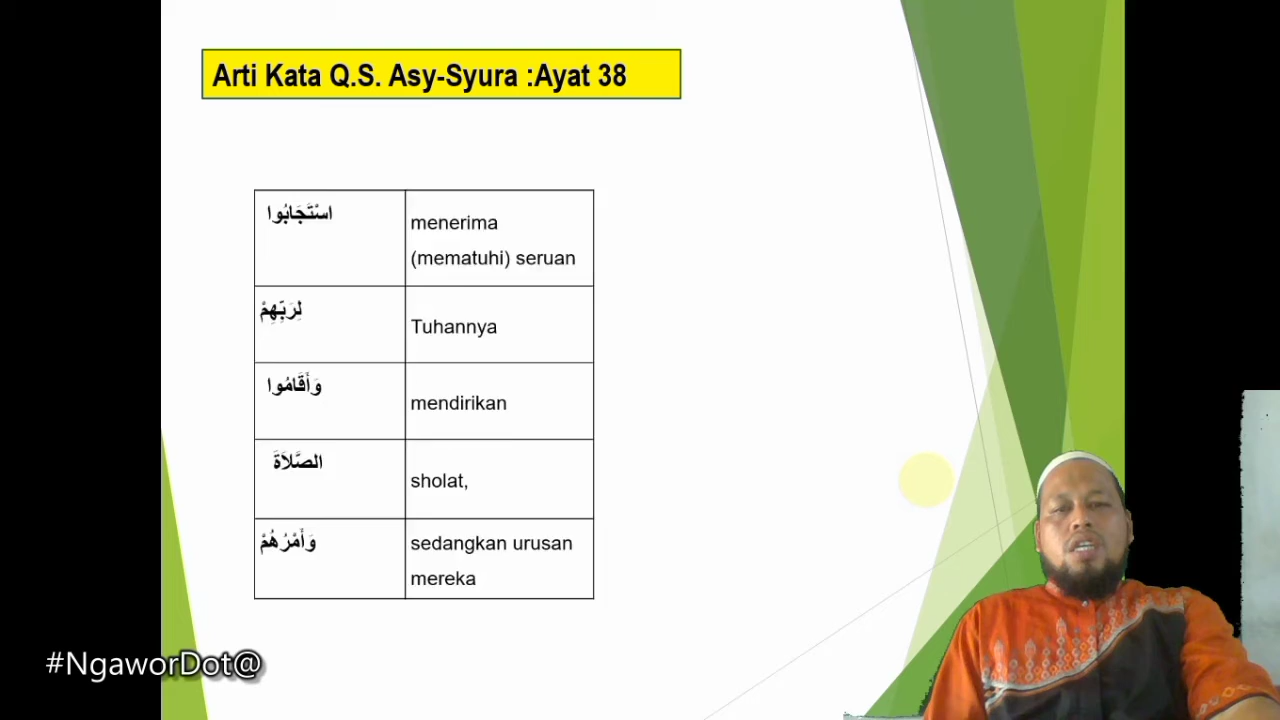 Arti Kata Q.S. Asy-Syura :Ayat 38
اسْتَجَابُوا
menerima
(mematuhi) seruan
لِرَبِّهِمْ
Tuhannya
وَأَقَامُوا
mendirikan
الصَّلاَةَ
sholat,
وَأَمْرُهُمْ
sedangkan urusan
mereka
#NgaworDot@